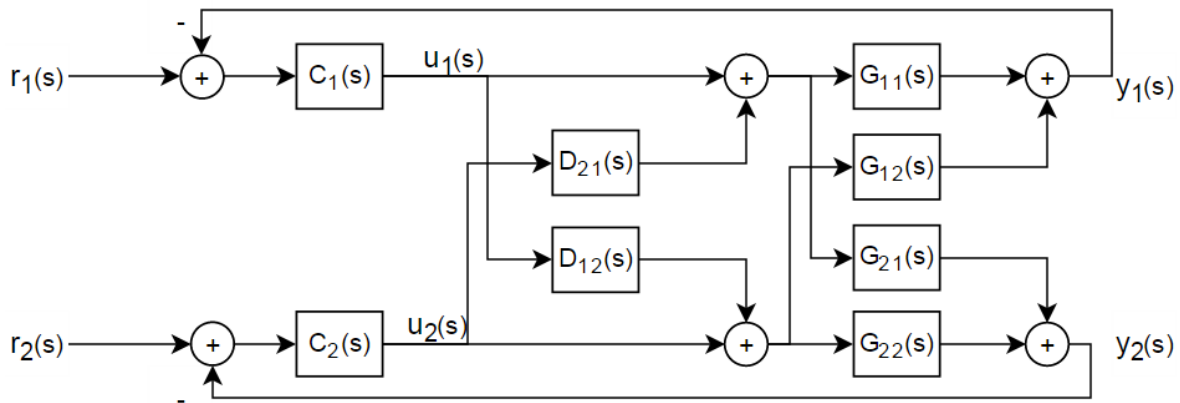 -
r1(s) + C1(s) u1(s) + G11(s) + y1(s)
D21(s) G12(s)
D12(s) G21(s)
r2(s) + C2(s) u2(s) + G22(s) + y2(s)
-